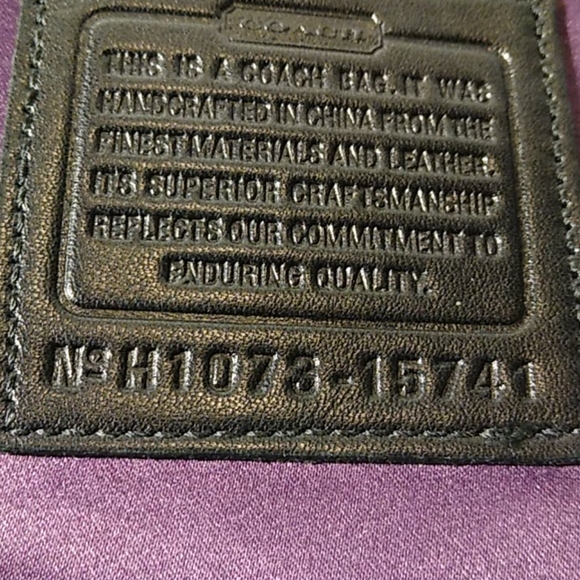 COACH
THIS IS A COACH BAG. IT WAS
HANDCRAFTED IN CHINA FROM THE
FINEST MATERIALS AND LEATHER.
ITS SUPERIOR CRAFTSMANSHIP
REFLECTS OUR COMMITMENT TO
ENDURING QUALITY.
Nº H1073-15741